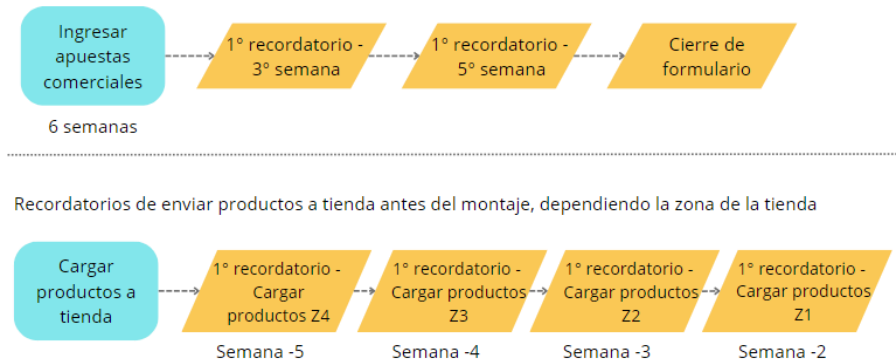 Ingresar
apuestas
comerciales
1° recordatorio -
3° semana
1° recordatorio -
5° semana
Cierre de
formulario
6 semanas
Recordatorios de enviar productos a tienda antes del montaje, dependiendo la zona de la tienda
Cargar
productos a
tienda
1° recordatorio -
Cargar
productos Z4
1° recordatorio -
Cargar productos
Z3
1° recordatorio -
Cargar productos
Z2
1° recordatorio -
Cargar productos
Z1
Semana -5
Semana -4
Semana -3
Semana -2